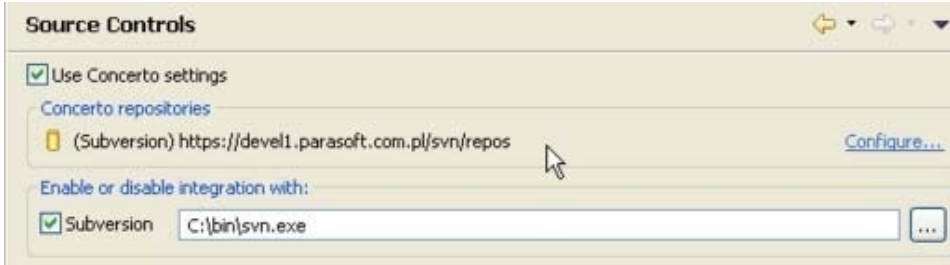 Source Controls
Use Concerto settings
Concerto repositories
(Subversion) https://devel1.parasoft.com.pl/svn/repos Configure...
Enable or disable integration with:
Subversion C:\bin\svn.exe ...